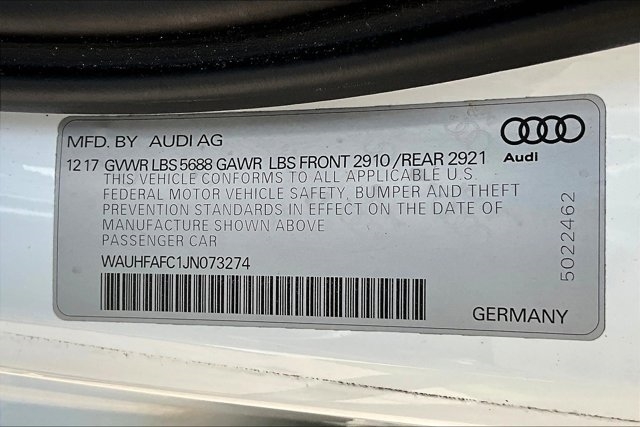 MFD. BY AUDI AG
12 17 GVWR LBS 5688 GAWR LBS FRONT 2910 /REAR 2921
THIS VEHICLE CONFORMS TO ALL APPLICABLE U.S.
FEDERAL MOTOR VEHICLE SAFETY, BUMPER AND THEFT
PREVENTION STANDARDS IN EFFECT ON THE DATE OF
MANUFACTURE SHOWN ABOVE
PASSENGER CAR
WAUHFAFC1JN073274
Audi
5022462
GERMANY